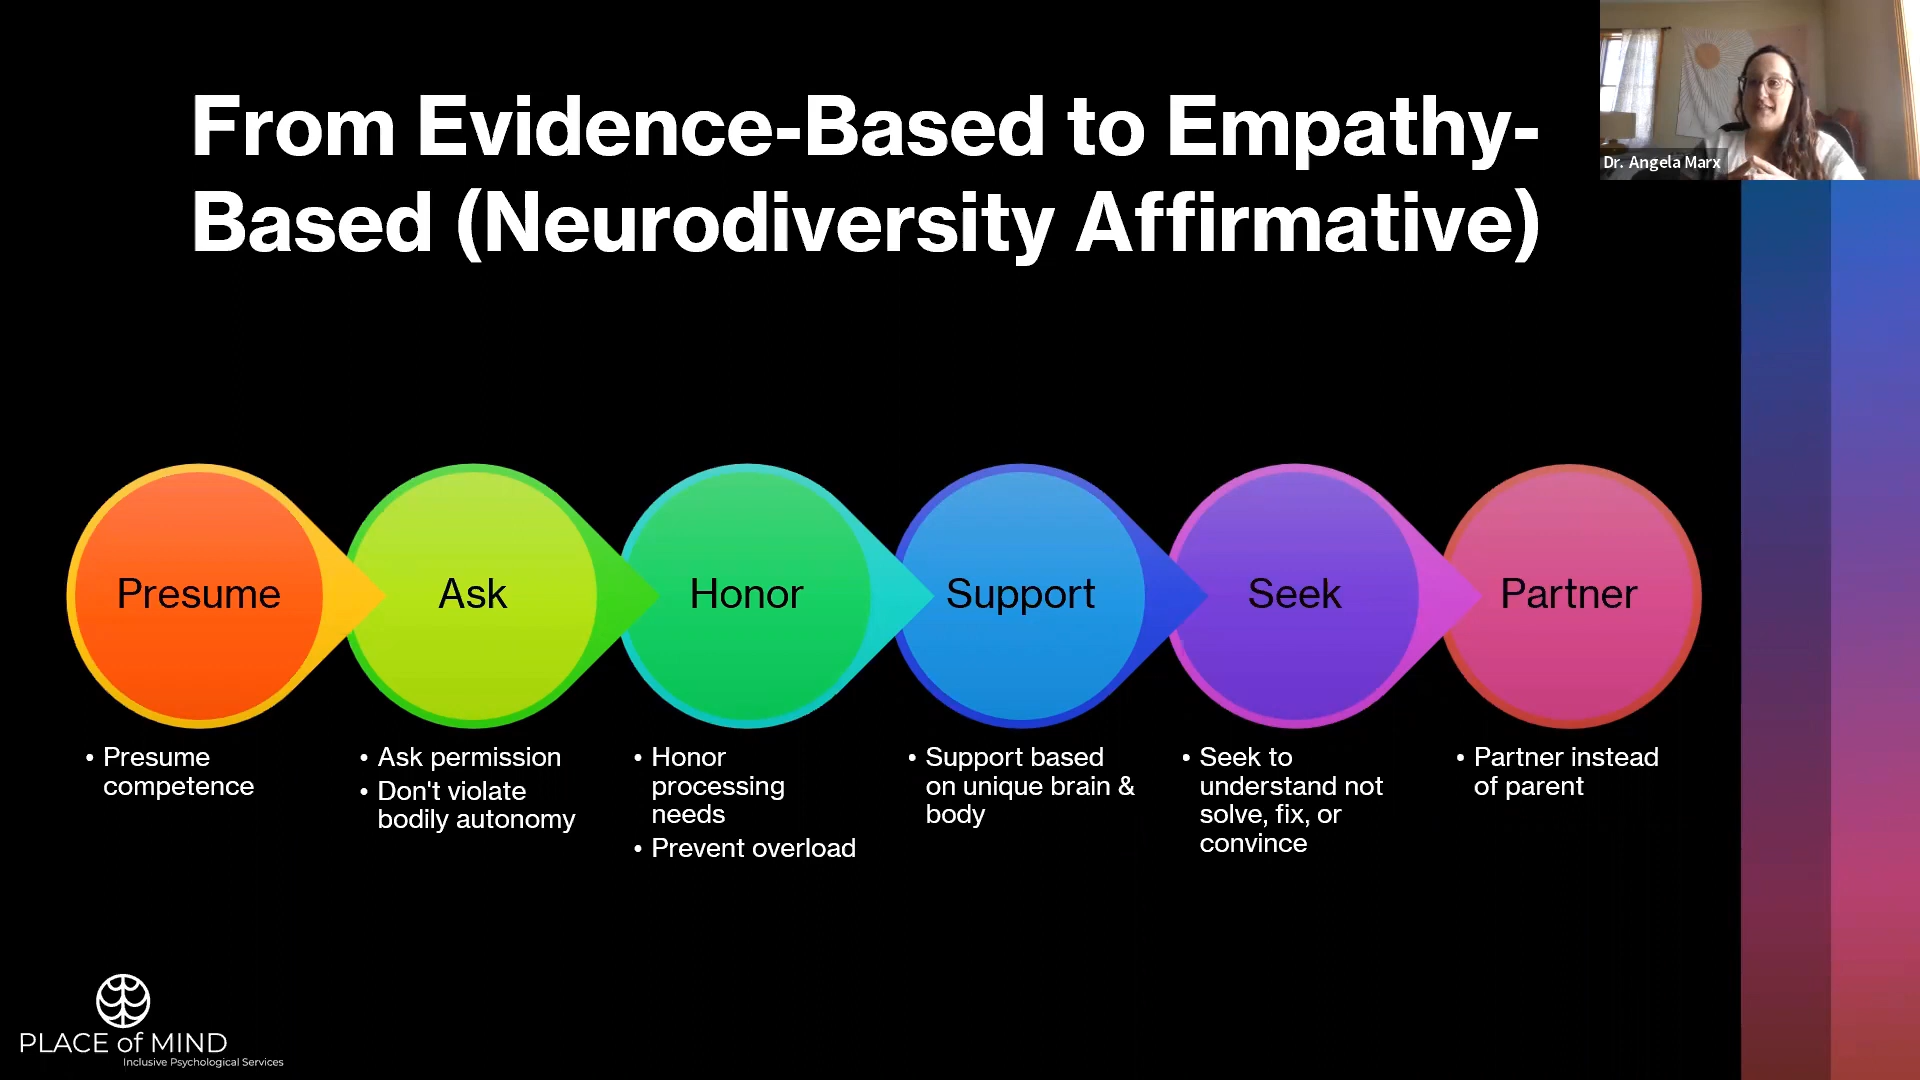 From Evidence-Based to Empathy-
Based (Neurodiversity Affirmative)
Dr. Angela Marx
Presume
Ask
Honor
Support
Seek
Partner
• Presume
competence
• Ask permission
• Don't violate
bodily autonomy
• Honor
processing
needs
• Prevent overload
• Support based
on unique brain &
body
• Seek to
understand not
solve, fix, or
convince
• Partner instead
of parent
PLACE of MIND
Inclusive Psychological Services